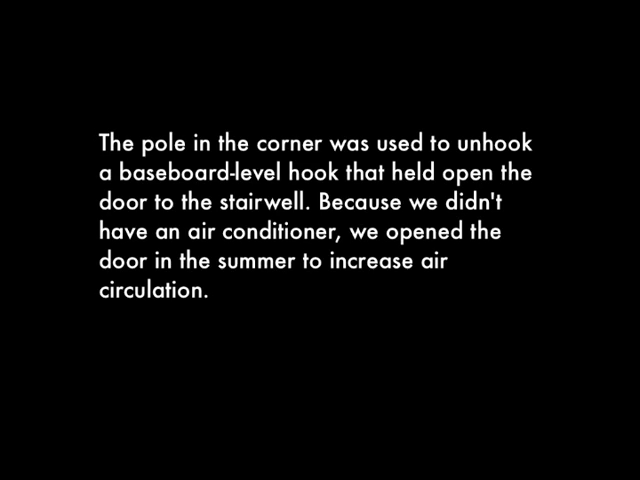 The pole in the corner was used to unhook
a baseboard-level hook that held open the
door to the stairwell. Because we didn't
have an air conditioner, we opened the
door in the summer to increase air
circulation.